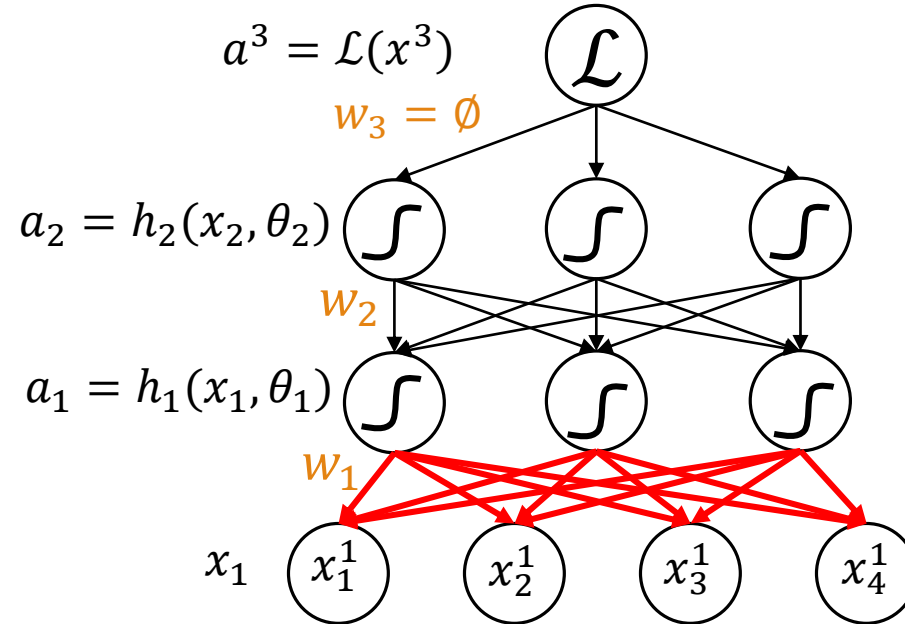 a³ = ℒ(x³)
ℒ
w₃ = ∅
a₂ = h₂(x₂, θ₂)
w₂
a₁ = h₁(x₁, θ₁)
w₁
x₁ x₁¹ x₂¹ x₃¹ x₄¹